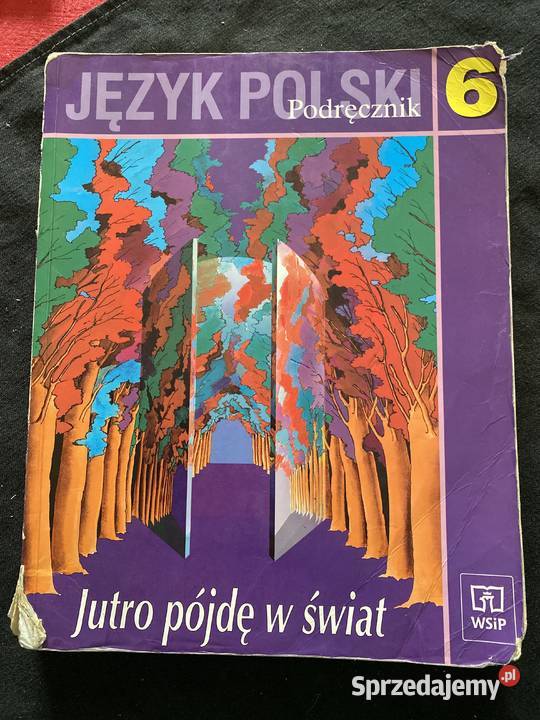 JĘZYK POLSKI 6
Podręcznik
Jutro pójdę w świat
WSiP
Sprzedajemy.pl